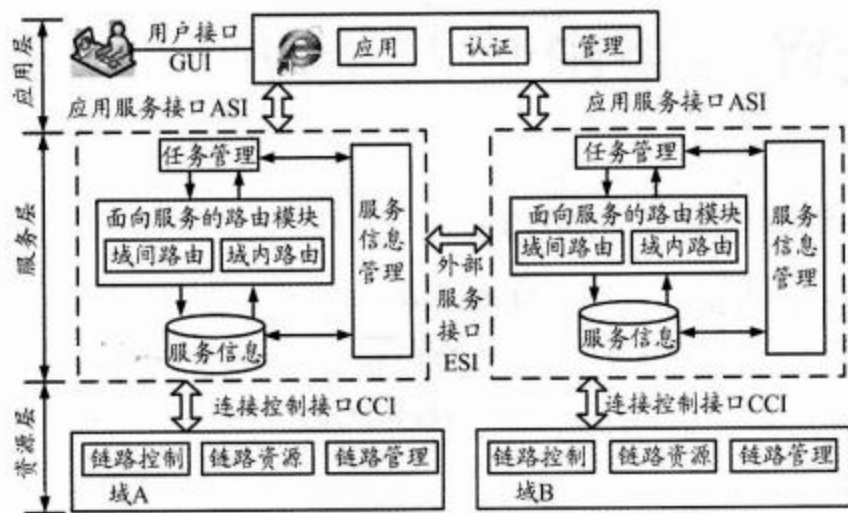 应用层
用户接口
GUI
应用
认证
管理
应用服务接口ASI
应用服务接口ASI
服务层
任务管理
面向服务的路由模块
域间路由
域内路由
服务信息
服务信息管理
外部服务接口ESI
任务管理
面向服务的路由模块
域间路由
域内路由
服务信息
服务信息管理
连接控制接口CCI
连接控制接口CCI
资源层
链路控制
链路资源
链路管理
域A
链路控制
链路资源
链路管理
域B